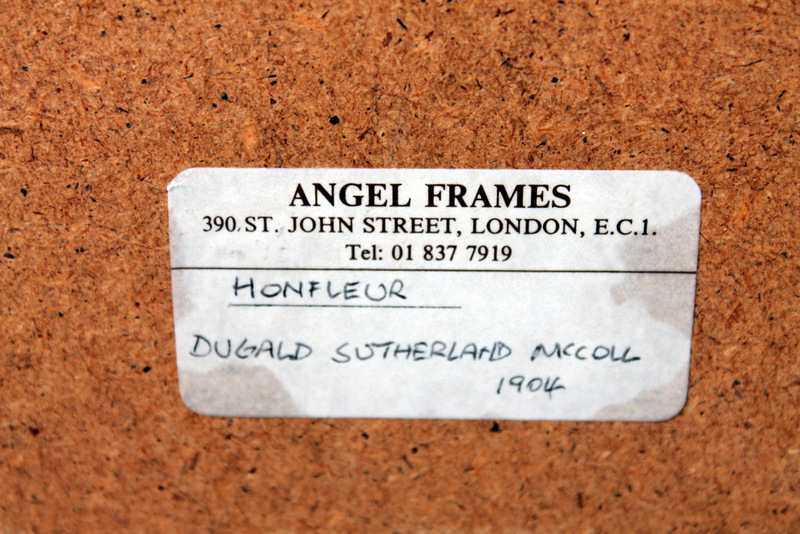 ANGEL FRAMES
390, ST. JOHN STREET, LONDON, E.C.1.
Tel: 01 837 7919
HONFLEUR
DUGALD SUTHERLAND MCCOLL
1904